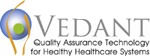 VEDANT
Quality Assurance Technology
for Healthy Healthcare Systems